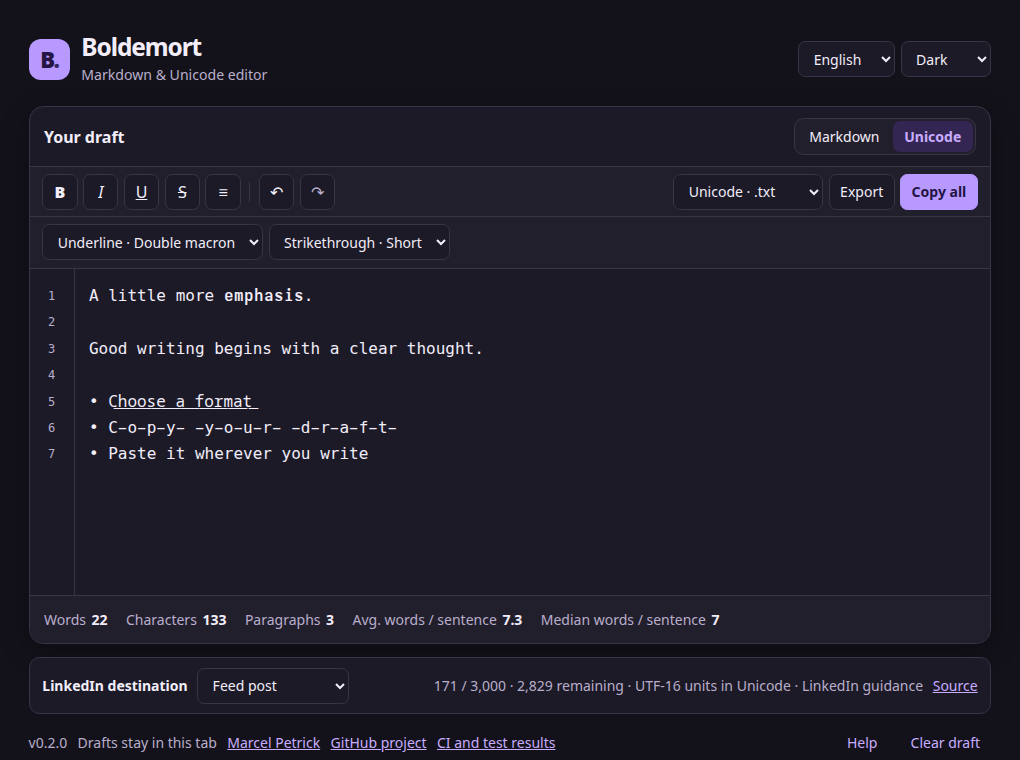 B.
Boldemort
Markdown & Unicode editor
English
Dark
Your draft
Markdown
Unicode
B I U S ≡ ↶ ↷
Unicode · .txt
Export
Copy all
Underline · Double macron
Strikethrough · Short
1 A little more emphasis.
2
3 Good writing begins with a clear thought.
4
5 • Choose a format
6 • C-o-p-y- -y-o-u-r- -d-r-a-f-t-
7 • Paste it wherever you write
Words 22 Characters 133 Paragraphs 3 Avg. words / sentence 7.3 Median words / sentence 7
LinkedIn destination
Feed post
171 / 3,000 · 2,829 remaining · UTF-16 units in Unicode · LinkedIn guidance Source
v0.2.0 Drafts stay in this tab Marcel Petrick GitHub project CI and test results
Help
Clear draft